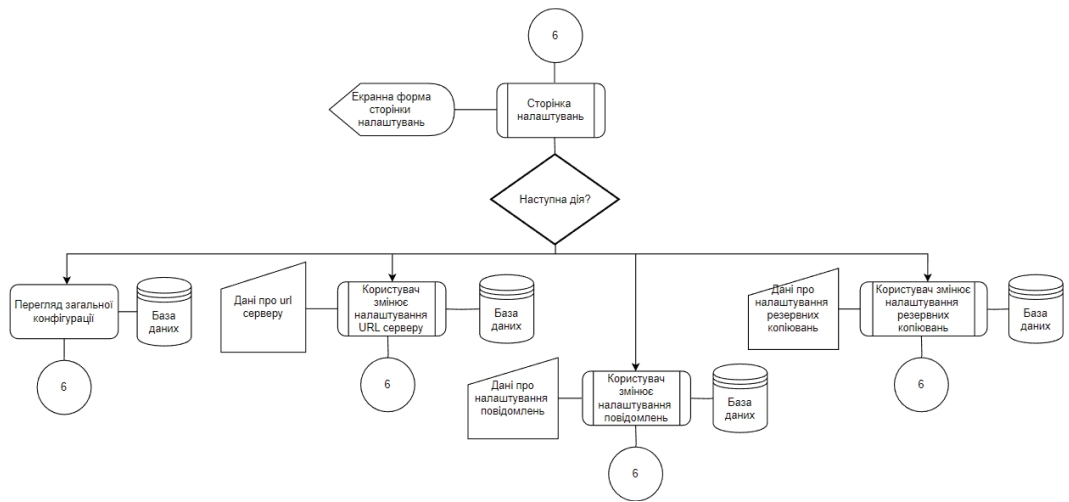 6
Екранна форма
сторінки
налаштувань
Сторінка
налаштувань
Наступна дія?
Перегляд загальної
конфігурації
База
даних
6
Дані про url
серверу
Користувач
змінює
налаштування
URL серверу
База
даних
6
Дані про
налаштування
повідомлень
Користувач
змінює
налаштування
повідомлень
База
даних
6
Дані про
налаштування
резервних
копіювань
Користувач змінює
налаштування
резервних
копіювань
База
даних
6